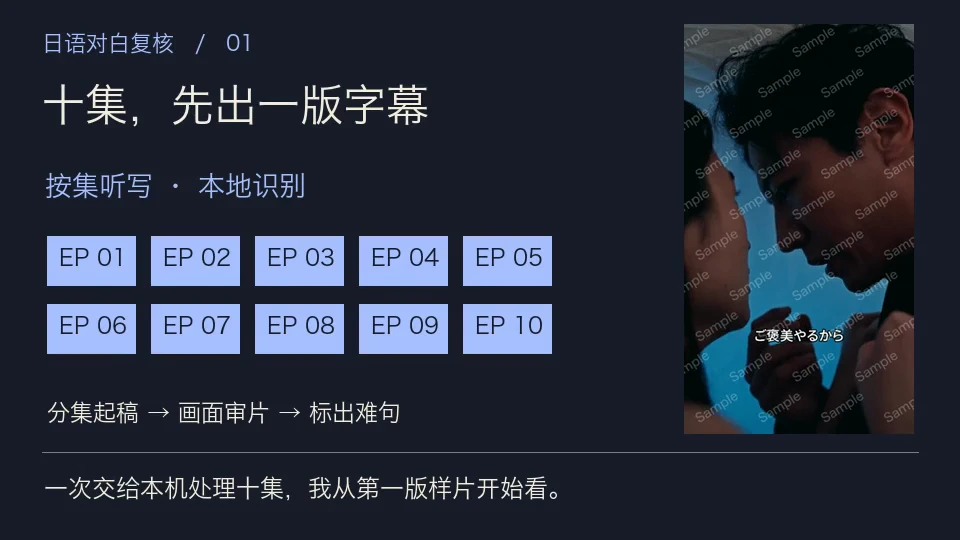 日语对白复核 / 01
十集，先出一版字幕
按集听写 · 本地识别
EP 01 EP 02 EP 03 EP 04 EP 05
EP 06 EP 07 EP 08 EP 09 EP 10
分集起稿 → 画面审片 → 标出难句
一次交给本机处理十集，我从第一版样片开始看。
ご褒美やるから
Sample